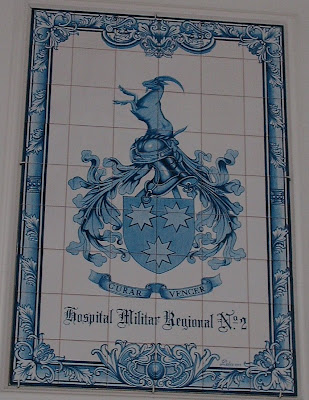 CURAR VENCER
Hospital Militar Regional Nº. 2